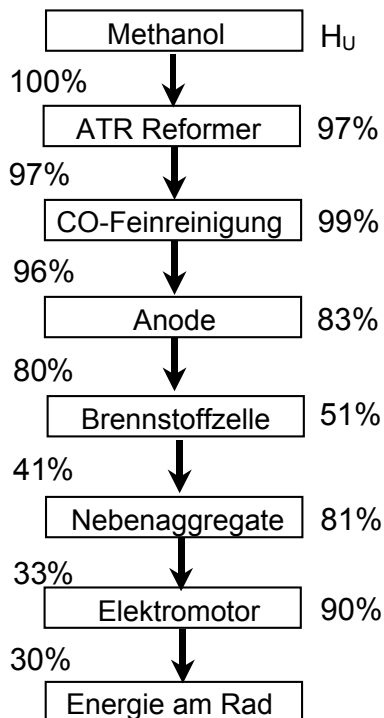 Methanol H_U
100%
ATR Reformer 97%
97%
CO-Feinreinigung 99%
96%
Anode 83%
80%
Brennstoffzelle 51%
41%
Nebenaggregate 81%
33%
Elektromotor 90%
30%
Energie am Rad